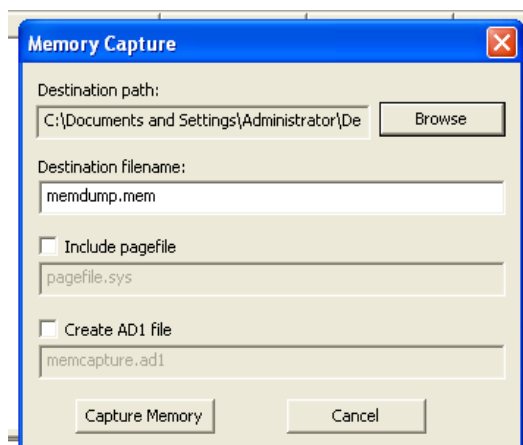 Memory Capture
Destination path:
C:\Documents and Settings\Administrator\De
Browse
Destination filename:
memdump.mem
Include pagefile
pagefile.sys
Create AD1 file
memcapture.ad1
Capture Memory
Cancel